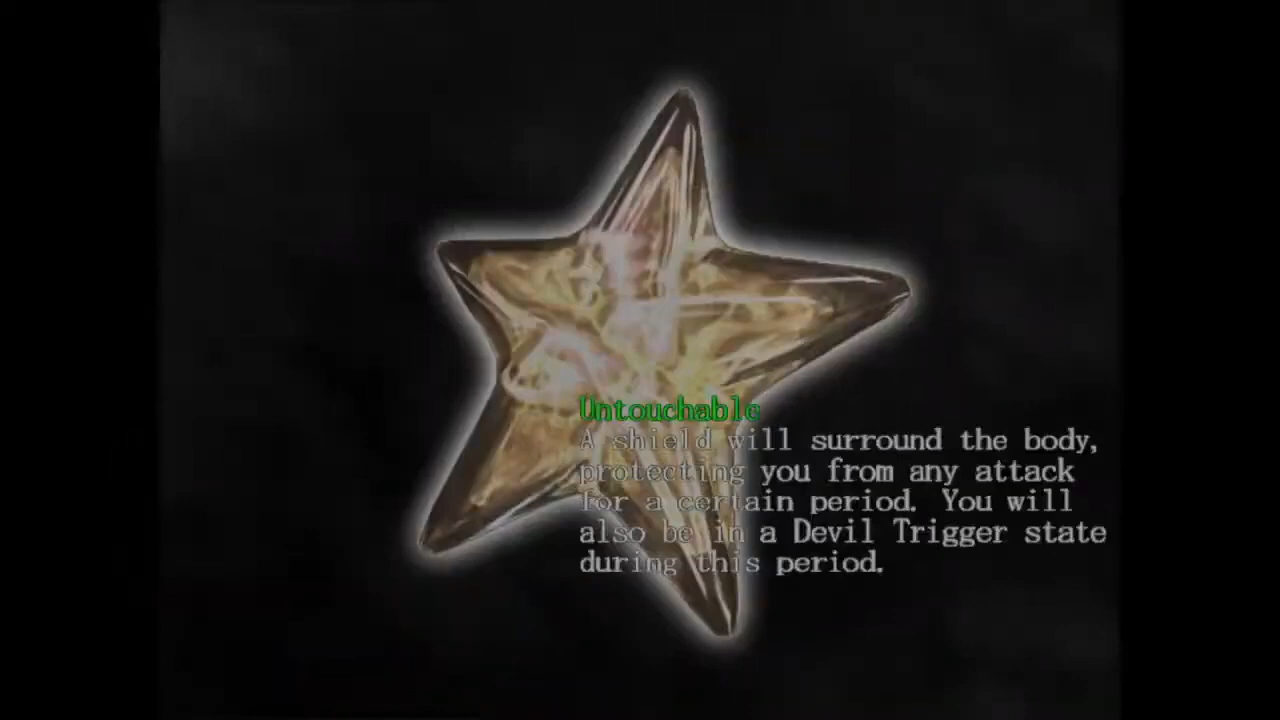 Untouchable
A shield will surround the body,
protecting you from any attack
for a certain period. You will
also be in a Devil Trigger state
during this period.